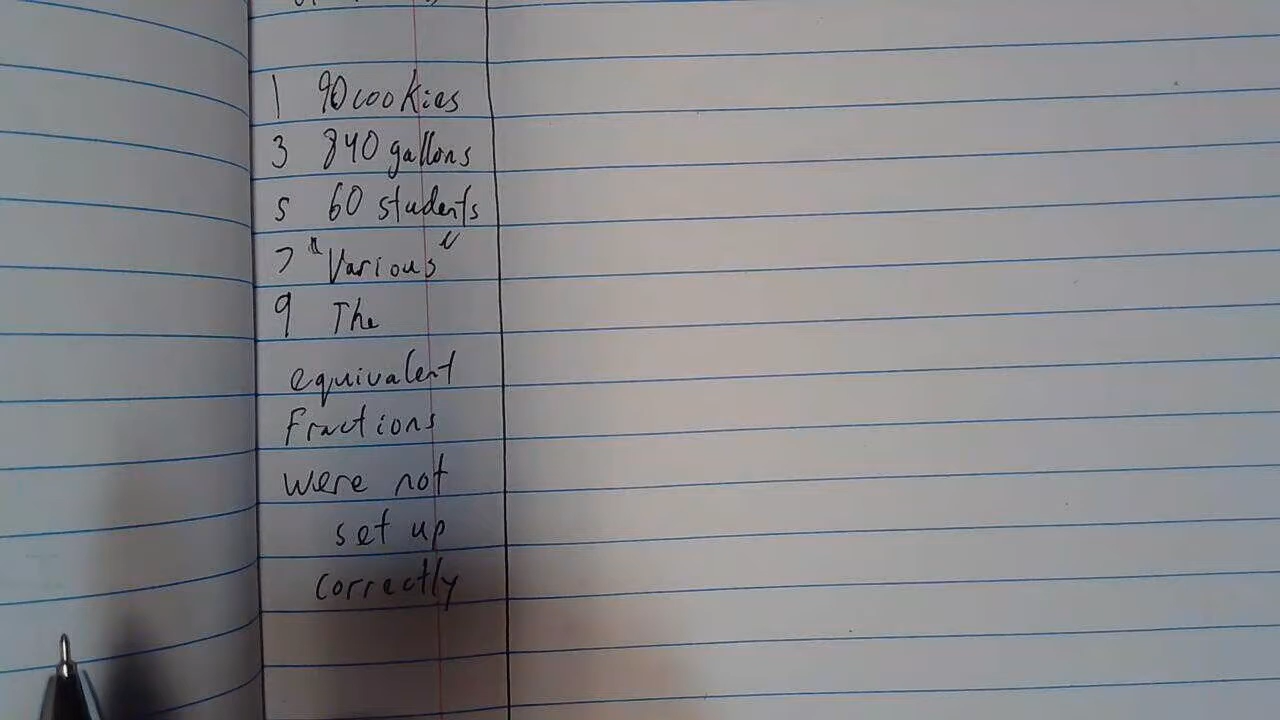 1 90 cookies
3 840 gallons
5 60 students
7 "Various"
9 The
equivalent
fractions
were not
set up
correctly